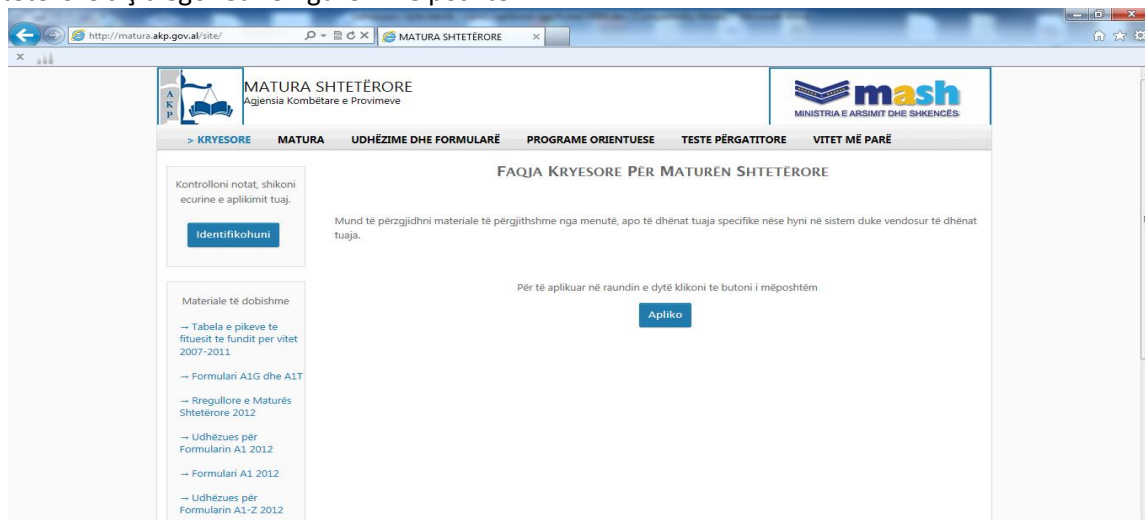 http://matura.akp.gov.al/site/
MATURA SHTETËRORE
A
K
P
MATURA SHTETËRORE
Agjensia Kombëtare e Provimeve
mash
MINISTRIA E ARSIMIT DHE SHKENCËS
> KRYESORE MATURA UDHËZIME DHE FORMULARË PROGRAME ORIENTUESE TESTE PËRGATITORE VITET MË PARË
Kontrolloni notat, shikoni
ecurine e aplikimit tuaj.
Identifikohuni
FAQJA KRYESORE PËR MATURËN SHTETËRORE
Mund të përzgjidhni materiale të përgjithshme nga menutë, apo të dhënat tuaja specifike nëse hyni në sistem duke vendosur të dhënat
tuaja.
Për të aplikuar në raundin e dytë klikoni te butoni i mëposhtëm
Apliko
Materiale të dobishme
→ Tabela e pikeve te
fituesit te fundit per vitet
2007-2011
→ Formulari A1G dhe A1T
→ Rregullore e Maturës
Shtetërore 2012
→ Udhëzues për
Formularin A1 2012
→ Formulari A1 2012
→ Udhëzues për
Formularin A1-Z 2012